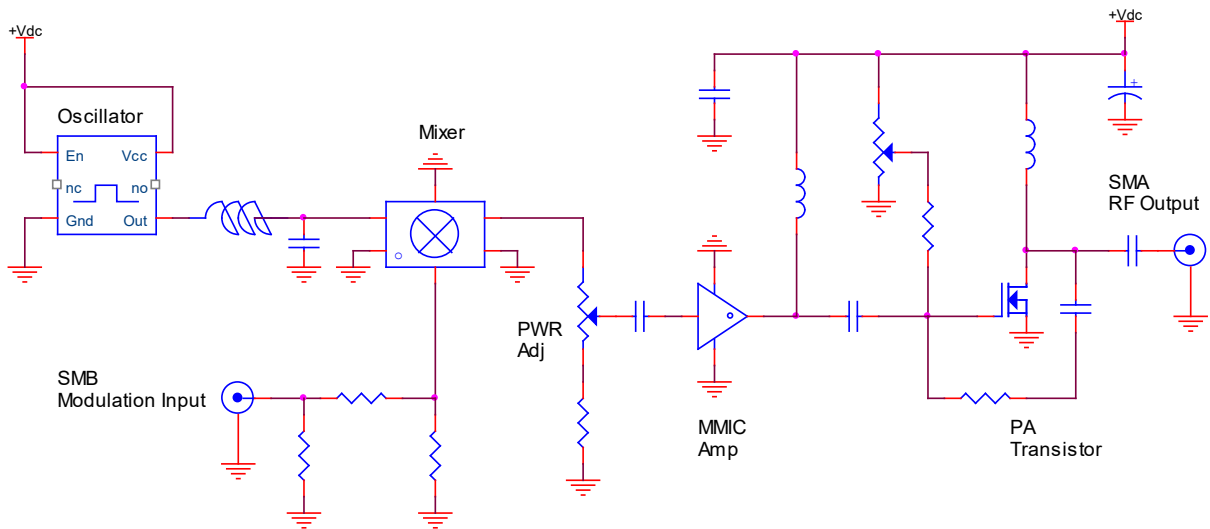 +Vdc
+Vdc
Oscillator
En
Vcc
nc
no
Gnd
Out
Mixer
SMA
RF Output
PWR
Adj
SMB
Modulation Input
MMIC
Amp
PA
Transistor
+